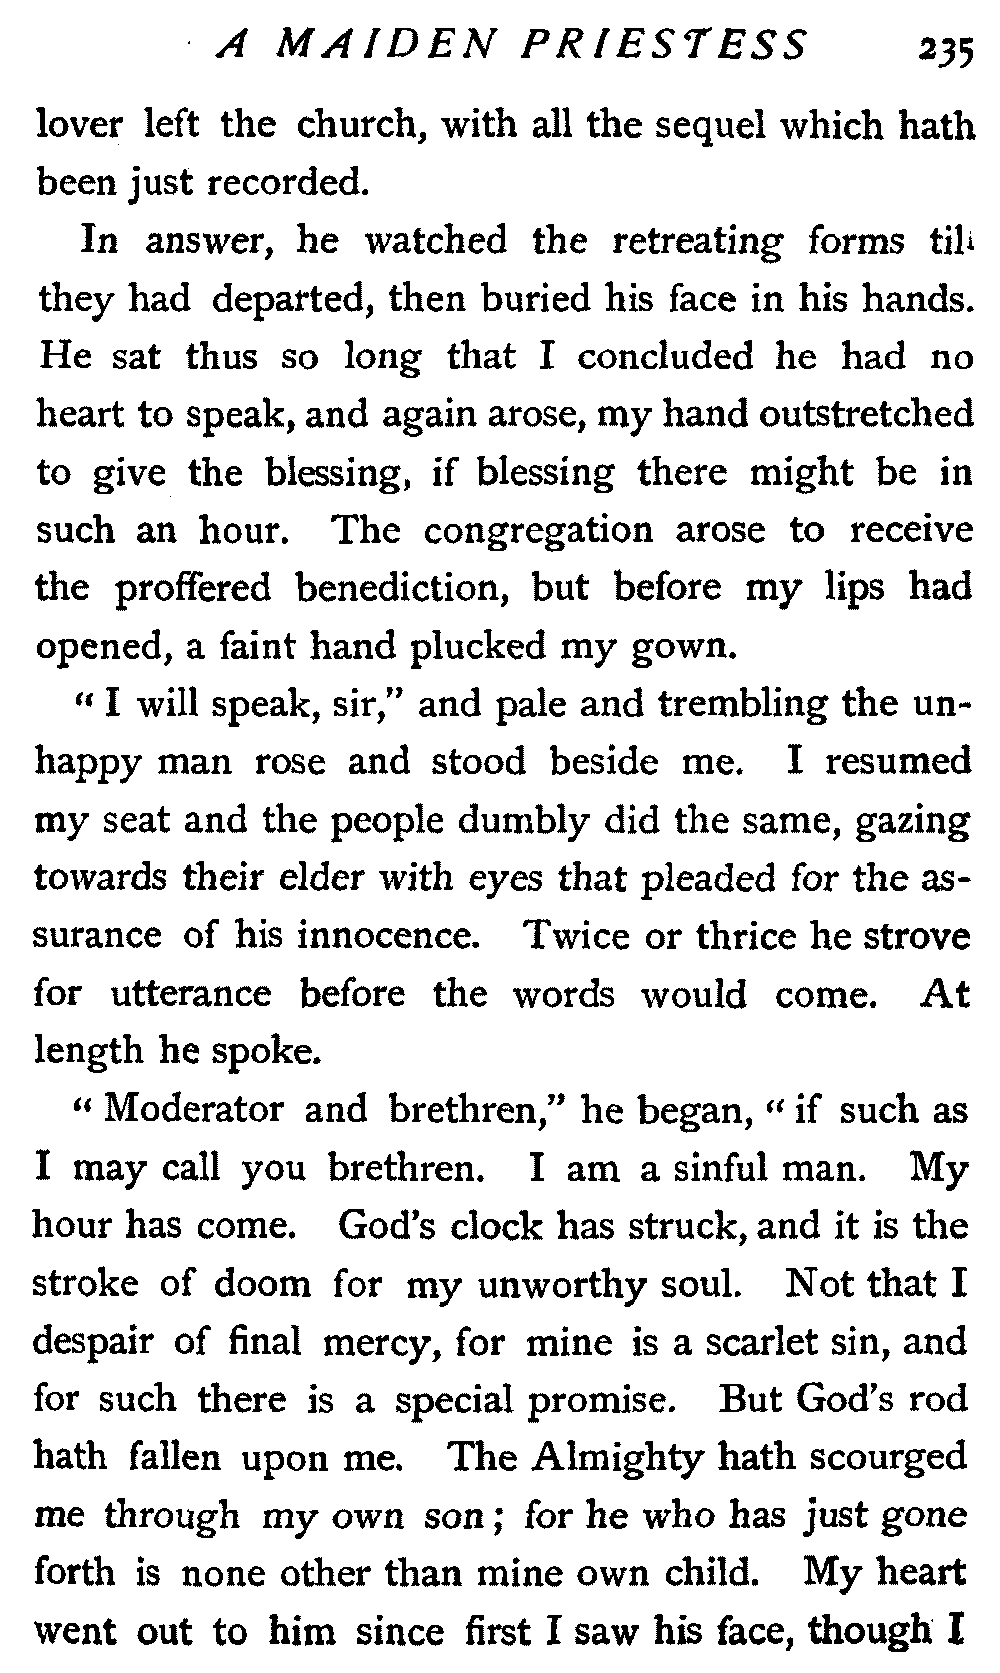 A MAIDEN PRIESTESS 235
lover left the church, with all the sequel which hath
been just recorded.
In answer, he watched the retreating forms till
they had departed, then buried his face in his hands.
He sat thus so long that I concluded he had no
heart to speak, and again arose, my hand outstretched
to give the blessing, if blessing there might be in
such an hour. The congregation arose to receive
the proffered benediction, but before my lips had
opened, a faint hand plucked my gown.
“ I will speak, sir,” and pale and trembling the un-
happy man rose and stood beside me. I resumed
my seat and the people dumbly did the same, gazing
towards their elder with eyes that pleaded for the as-
surance of his innocence. Twice or thrice he strove
for utterance before the words would come. At
length he spoke.
“ Moderator and brethren,” he began, “ if such as
I may call you brethren. I am a sinful man. My
hour has come. God’s clock has struck, and it is the
stroke of doom for my unworthy soul. Not that I
despair of final mercy, for mine is a scarlet sin, and
for such there is a special promise. But God’s rod
hath fallen upon me. The Almighty hath scourged
me through my own son ; for he who has just gone
forth is none other than mine own child. My heart
went out to him since first I saw his face, though I